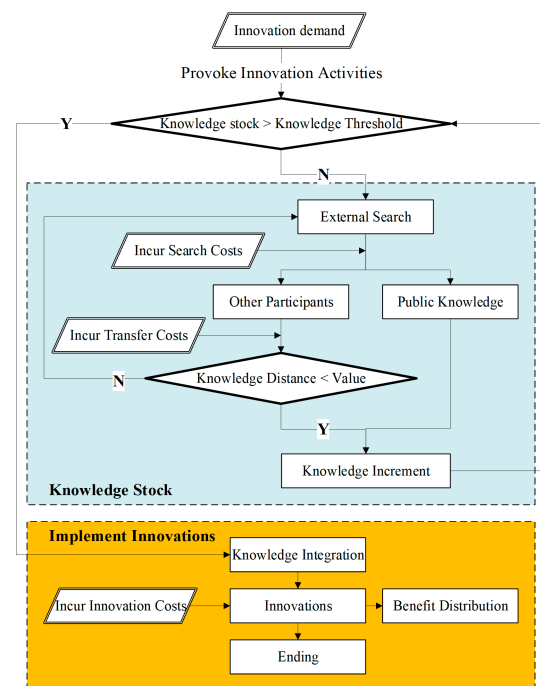 Innovation demand
Provoke Innovation Activities
Y
Knowledge stock > Knowledge Threshold
N
External Search
Incur Search Costs
Other Participants
Public Knowledge
Incur Transfer Costs
Knowledge Distance < Value
N
Y
Knowledge Increment
Knowledge Stock
Implement Innovations
Knowledge Integration
Incur Innovation Costs
Innovations
Benefit Distribution
Ending